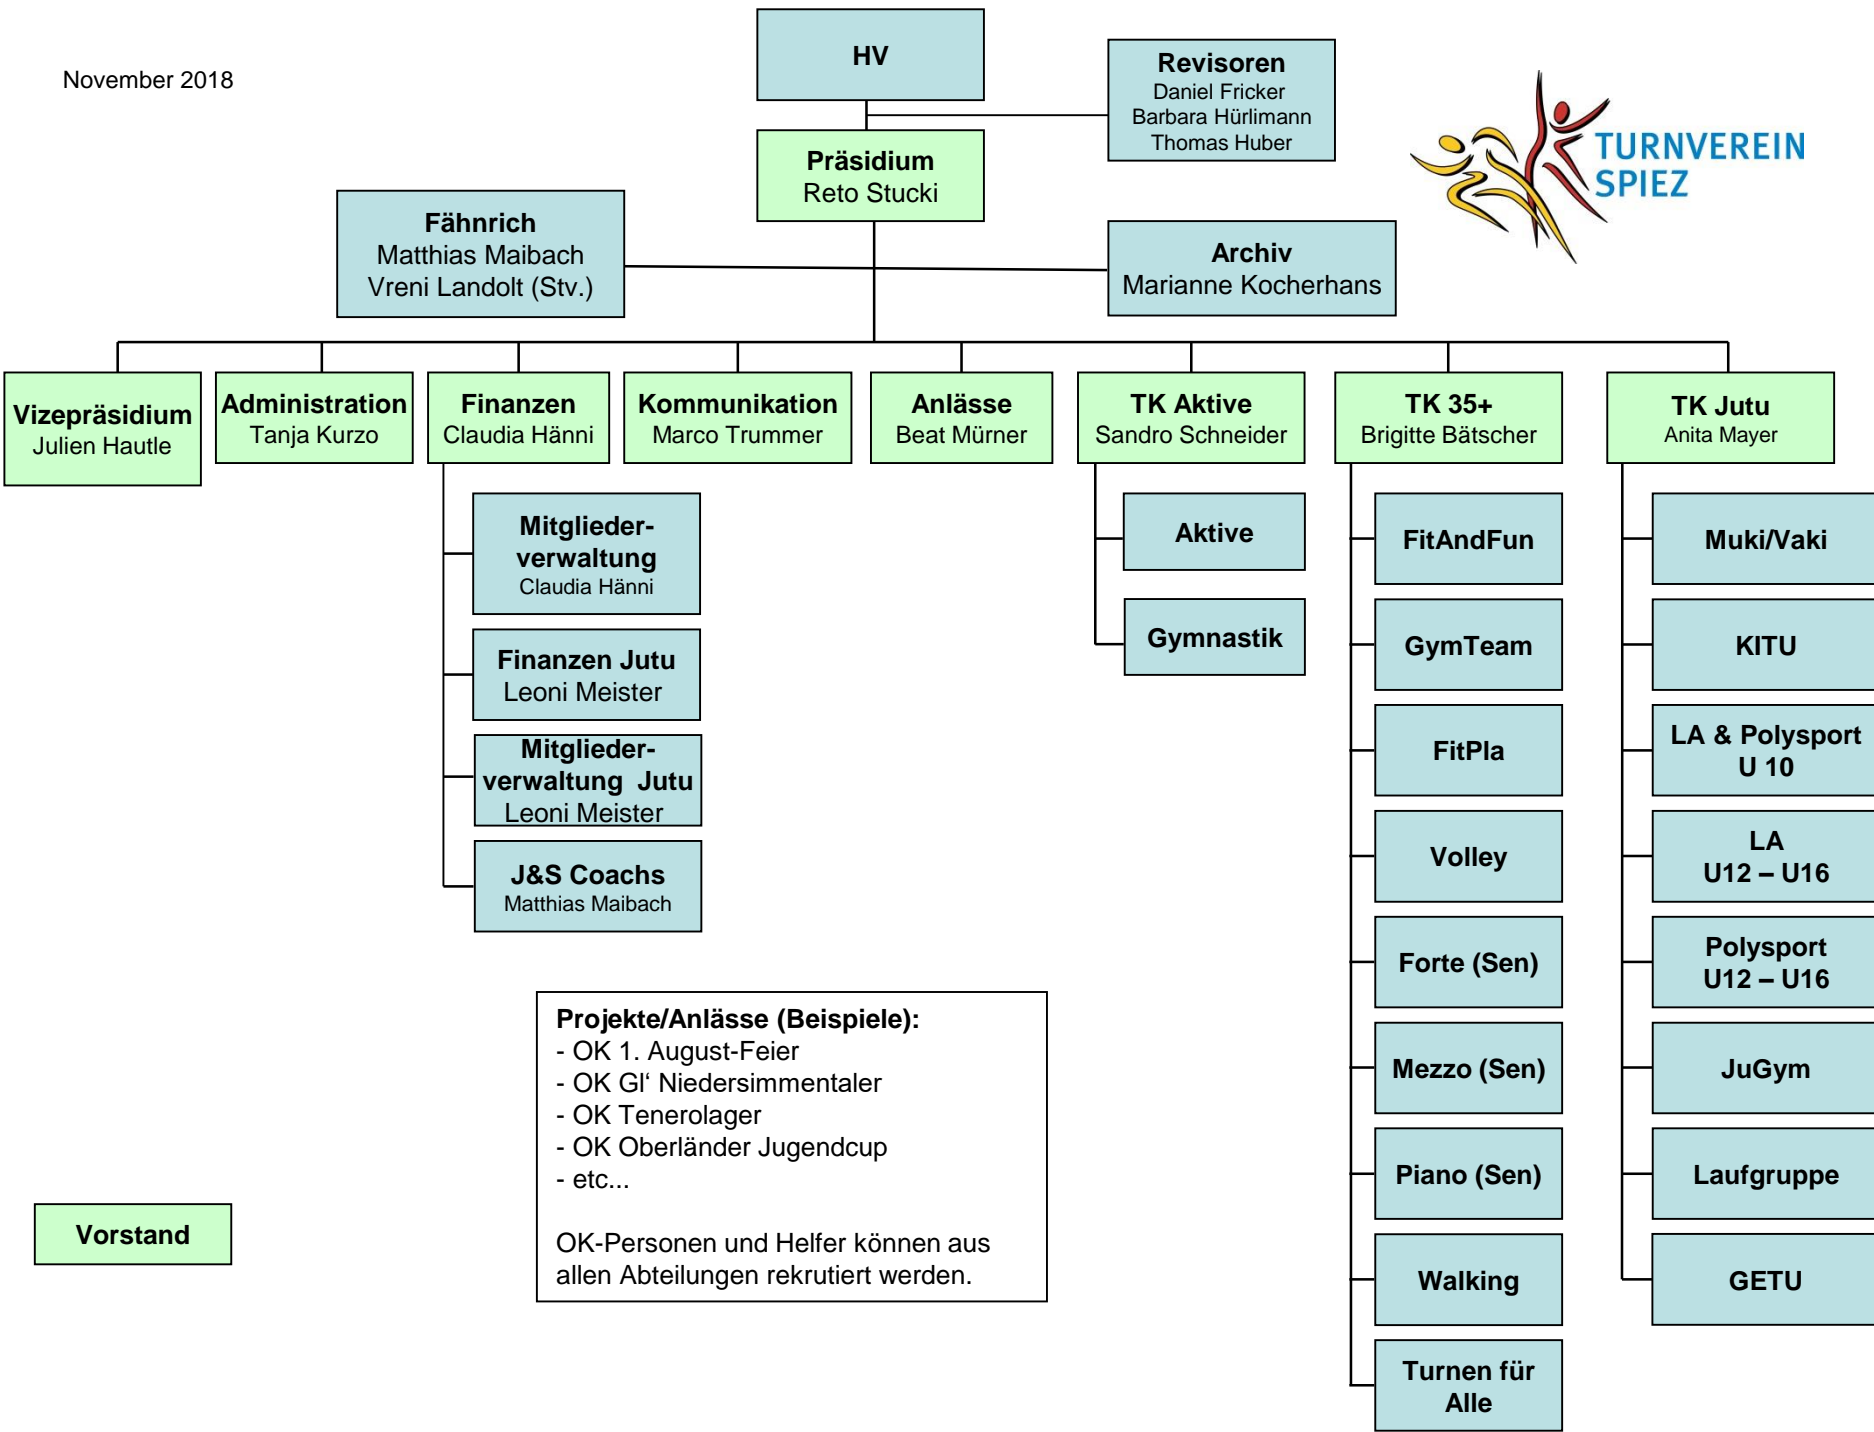 November 2018
HV
Revisoren
Daniel Fricker
Barbara Hürlimann
Thomas Huber
TURNVEREIN
SPIEZ
Präsidium
Reto Stucki
Fähnrich
Matthias Maibach
Vreni Landolt (Stv.)
Archiv
Marianne Kocherhans
Vizepräsidium
Julien Hautle
Administration
Tanja Kurzo
Finanzen
Claudia Hänni
Kommunikation
Marco Trummer
Anlässe
Beat Mürner
TK Aktive
Sandro Schneider
TK 35+
Brigitte Bätscher
TK Jutu
Anita Mayer
Mitglieder-
verwaltung
Claudia Hänni
Finanzen Jutu
Leoni Meister
Mitglieder-
verwaltung Jutu
Leoni Meister
J&S Coachs
Matthias Maibach
Aktive
Gymnastik
FitAndFun
GymTeam
FitPla
Volley
Forte (Sen)
Mezzo (Sen)
Piano (Sen)
Walking
Turnen für
Alle
Muki/Vaki
KITU
LA & Polysport
U 10
LA
U12 – U16
Polysport
U12 – U16
JuGym
Laufgruppe
GETU
Projekte/Anlässe (Beispiele):
- OK 1. August-Feier
- OK Gl‘ Niedersimmentaler
- OK Tenerolager
- OK Oberländer Jugendcup
- etc...
OK-Personen und Helfer können aus
allen Abteilungen rekrutiert werden.
Vorstand